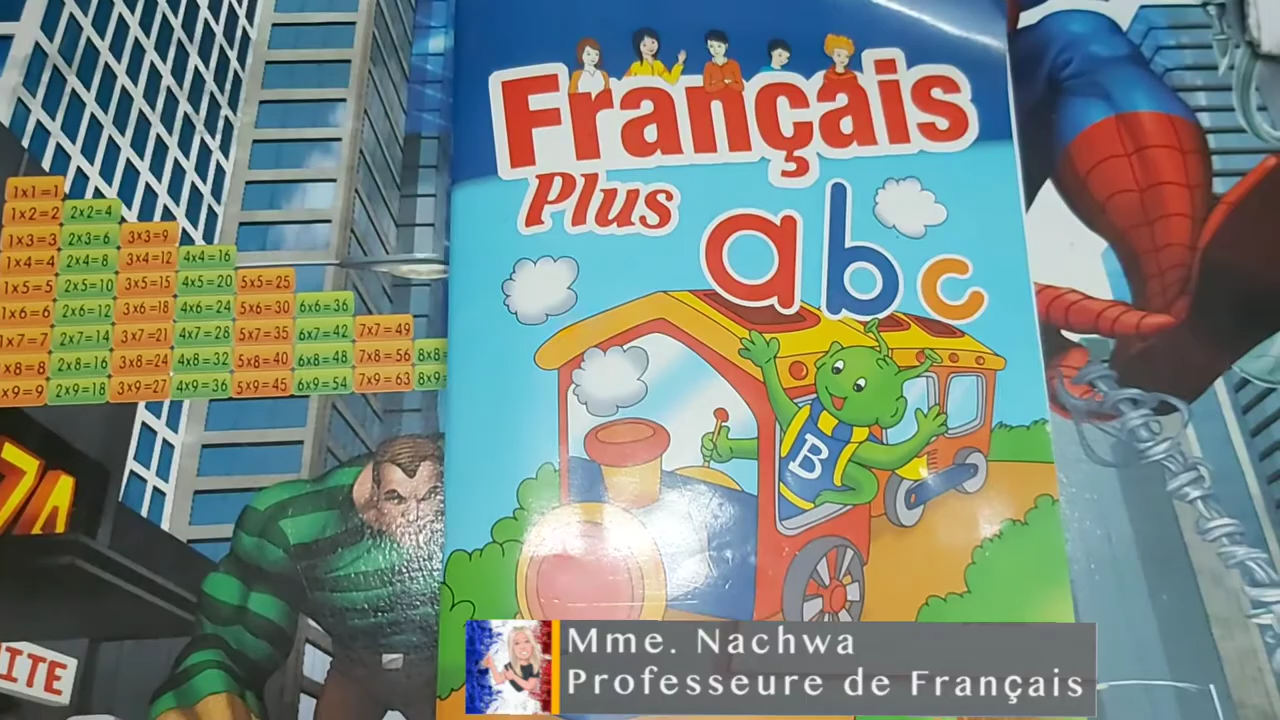 Français
Plus
abc
B
1x1=1
1x2=2 2x2=4
1x3=3 2x3=6 3x3=9
1x4=4 2x4=8 3x4=12 4x4=16
1x5=5 2x5=10 3x5=15 4x5=20 5x5=25
1x6=6 2x6=12 3x6=18 4x6=24 5x6=30 6x6=36
1x7=7 2x7=14 3x7=21 4x7=28 5x7=35 6x7=42 7x7=49
x8=8 2x8=16 3x8=24 4x8=32 5x8=40 6x8=48 7x8=56 8x8=
x9=9 2x9=18 3x9=27 4x9=36 5x9=45 6x9=54 7x9=63 8x9=
ITE
Mme. Nachwa
Professeure de Français